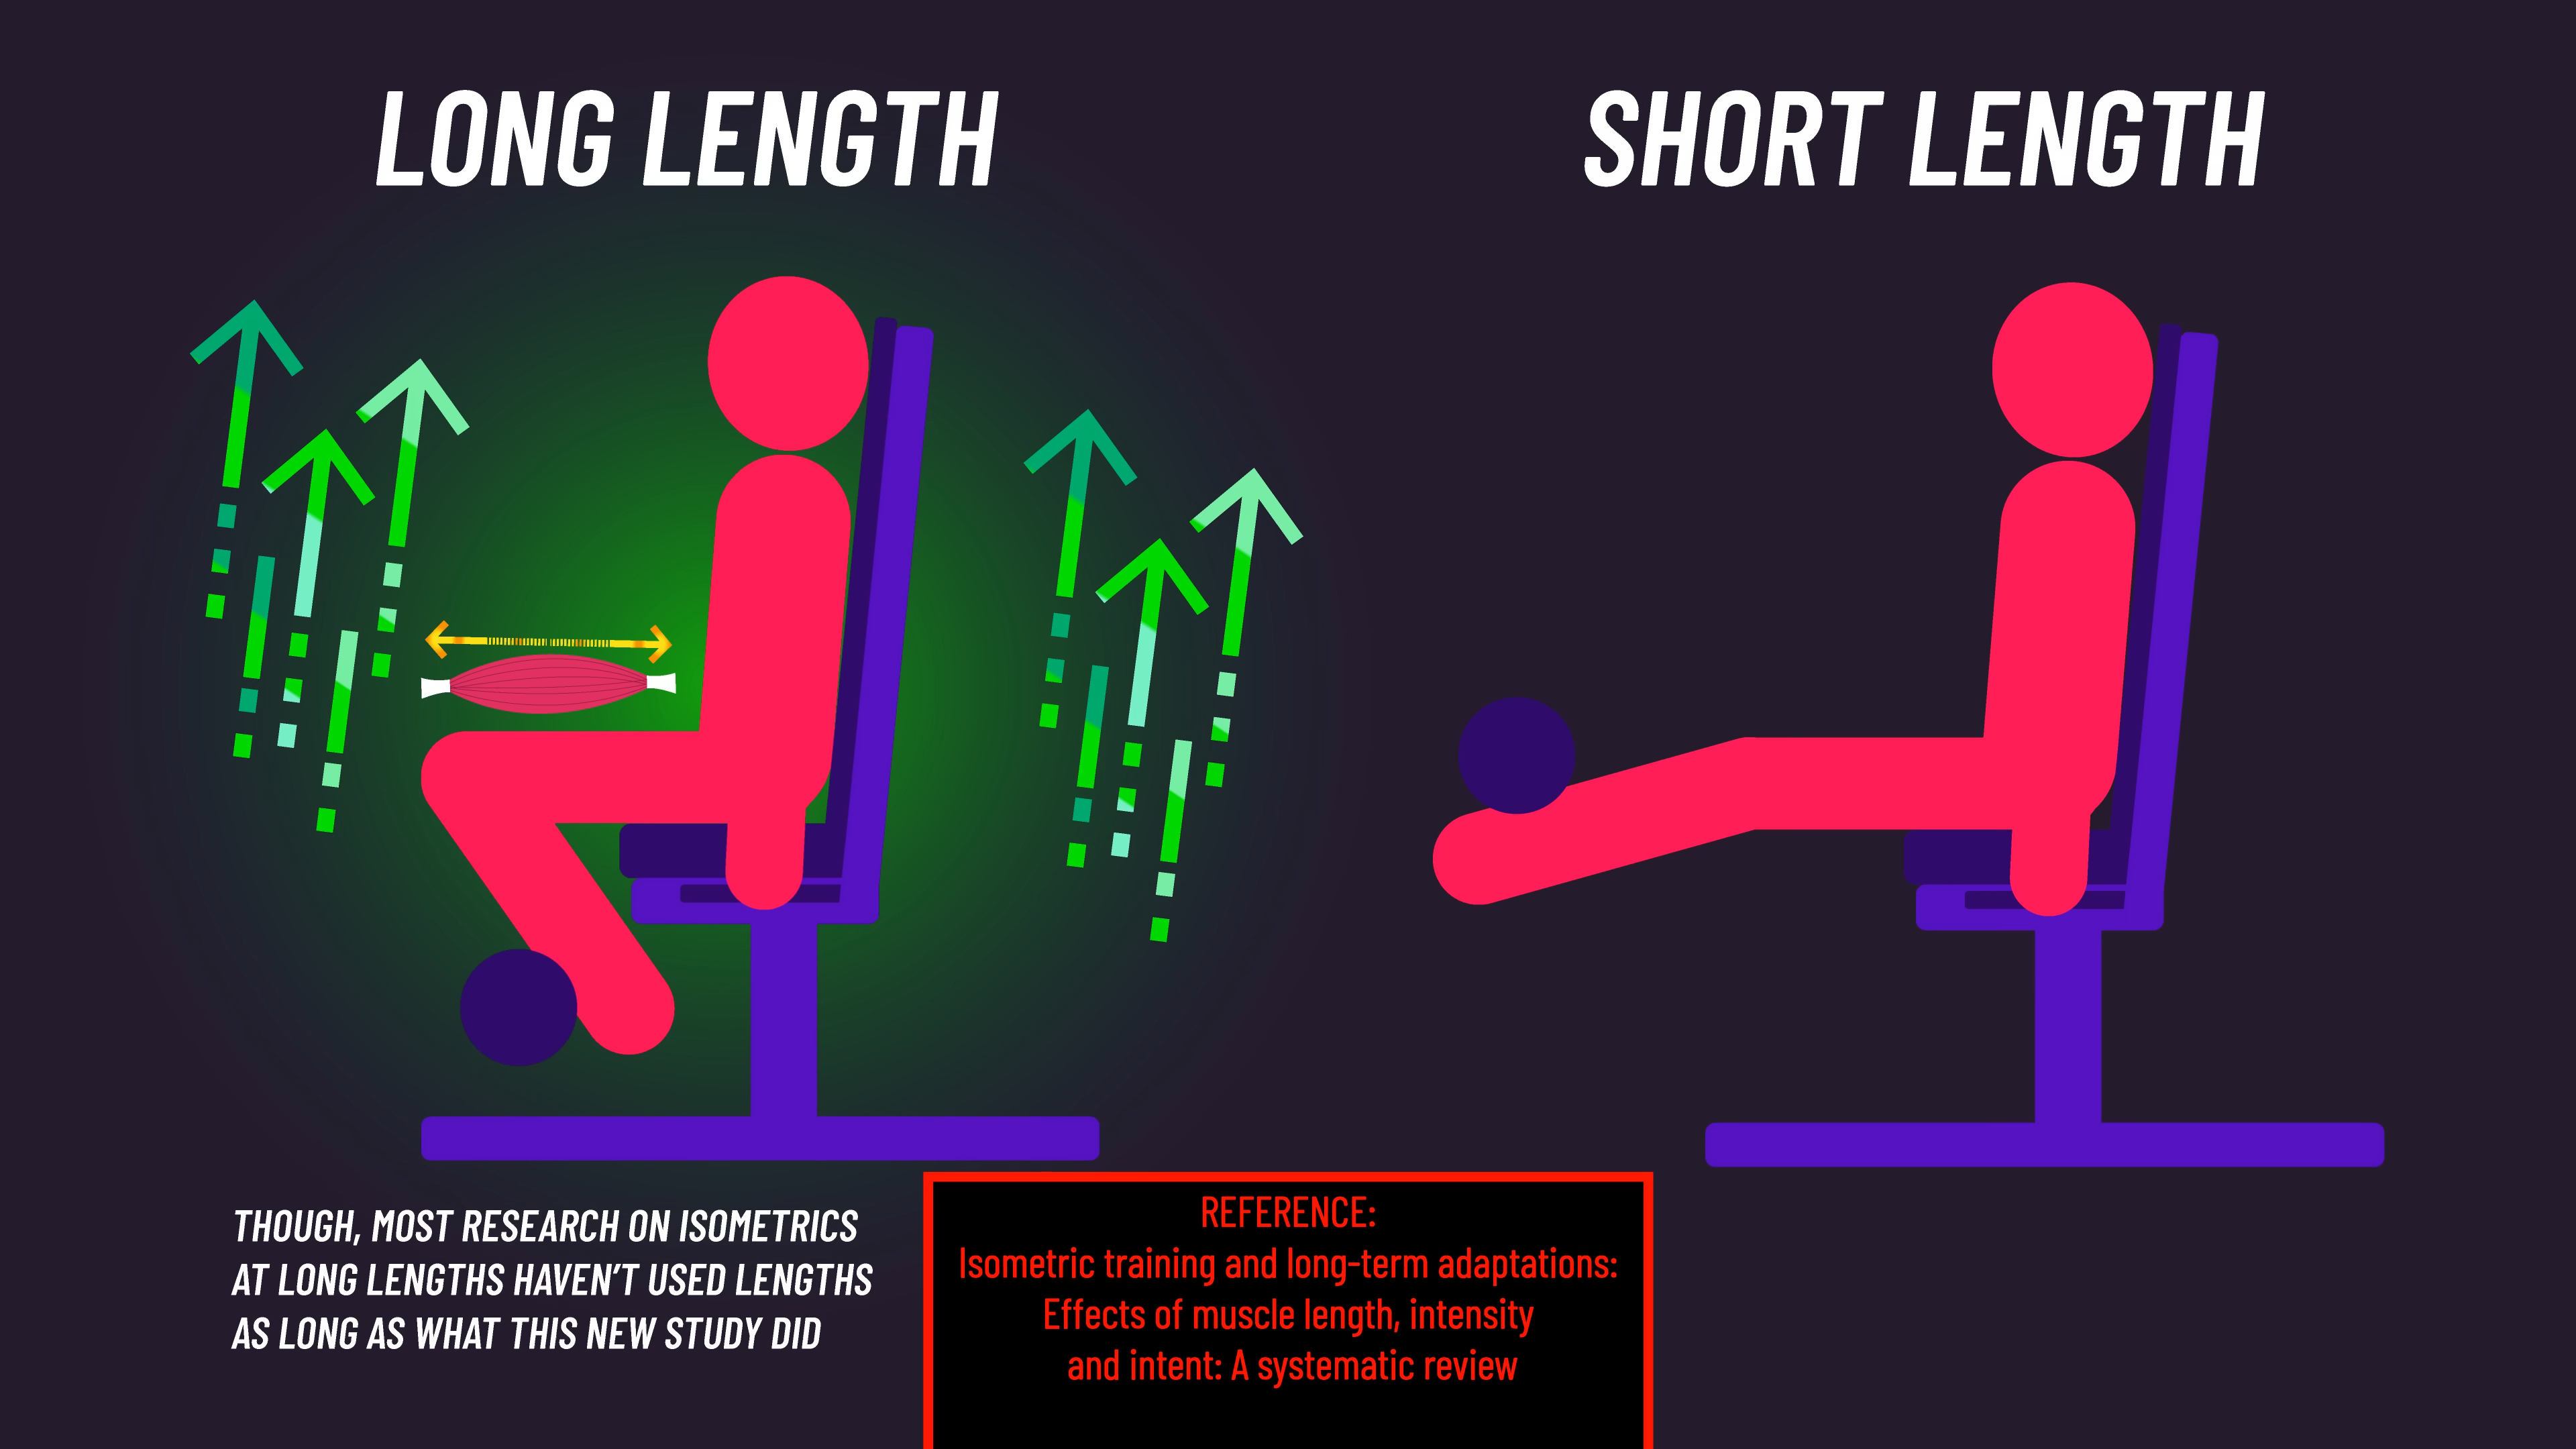 LONG LENGTH
SHORT LENGTH
THOUGH, MOST RESEARCH ON ISOMETRICS
AT LONG LENGTHS HAVEN'T USED LENGTHS
AS LONG AS WHAT THIS NEW STUDY DID
REFERENCE:
Isometric training and long-term adaptations:
Effects of muscle length, intensity
and intent: A systematic review